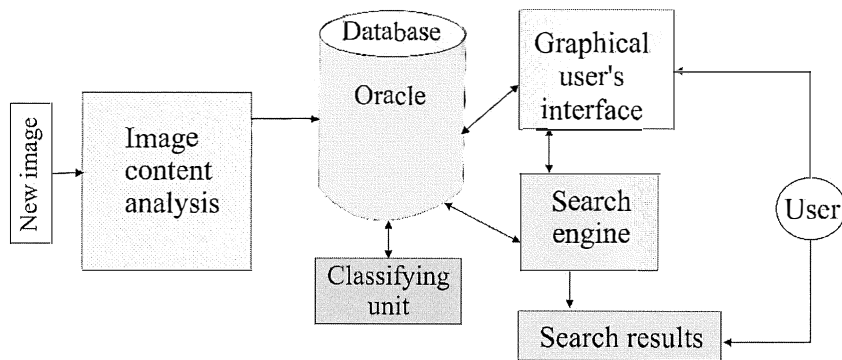 New image
Image
content
analysis
Database
Oracle
Classifying
unit
Graphical
user's
interface
Search
engine
Search results
User